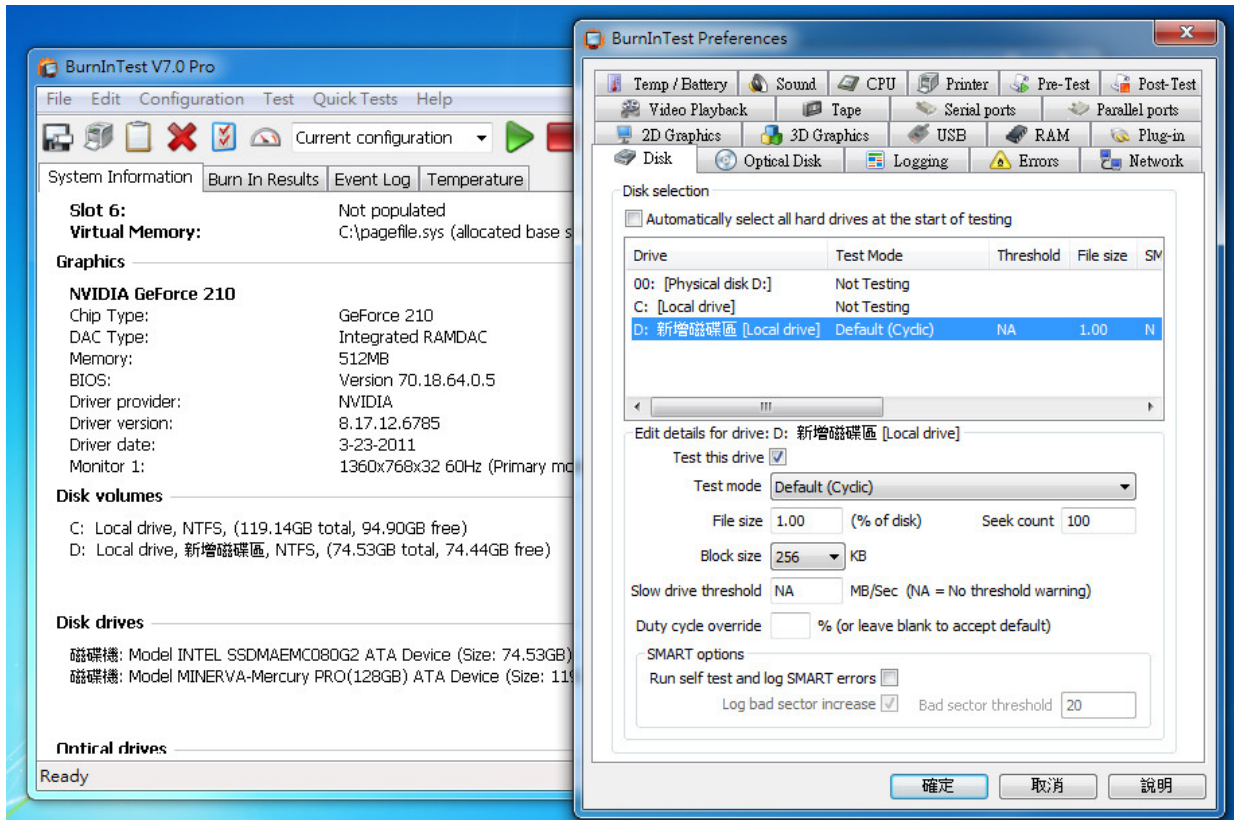 BurnInTest V7.0 Pro
File Edit Configuration Test Quick Tests Help
Current configuration
System Information Burn In Results Event Log Temperature
Slot 6: Not populated
Virtual Memory: C:\pagefile.sys (allocated base s
Graphics
NVIDIA GeForce 210
Chip Type: GeForce 210
DAC Type: Integrated RAMDAC
Memory: 512MB
BIOS: Version 70.18.64.0.5
Driver provider: NVIDIA
Driver version: 8.17.12.6785
Driver date: 3-23-2011
Monitor 1: 1360x768x32 60Hz (Primary mo
Disk volumes
C: Local drive, NTFS, (119.14GB total, 94.90GB free)
D: Local drive, 新增磁碟區, NTFS, (74.53GB total, 74.44GB free)
Disk drives
磁碟機: Model INTEL SSDMAEMC080G2 ATA Device (Size: 74.53GB)
磁碟機: Model MINERVA-Mercury PRO(128GB) ATA Device (Size: 119
Optical drives
Ready
BurnInTest Preferences
Temp / Battery Sound CPU Printer Pre-Test Post-Test
Video Playback Tape Serial ports Parallel ports
2D Graphics 3D Graphics USB RAM Plug-in
Disk Optical Disk Logging Errors Network
Disk selection
Automatically select all hard drives at the start of testing
Drive Test Mode Threshold File size SM
00: [Physical disk D:] Not Testing
C: [Local drive] Not Testing
D: 新增磁碟區 [Local drive] Default (Cyclic) NA 1.00 N
Edit details for drive: D: 新增磁碟區 [Local drive]
Test this drive
Test mode Default (Cyclic)
File size 1.00 (% of disk) Seek count 100
Block size 256 KB
Slow drive threshold NA MB/Sec (NA = No threshold warning)
Duty cycle override % (or leave blank to accept default)
SMART options
Run self test and log SMART errors
Log bad sector increase Bad sector threshold 20
確定 取消 說明